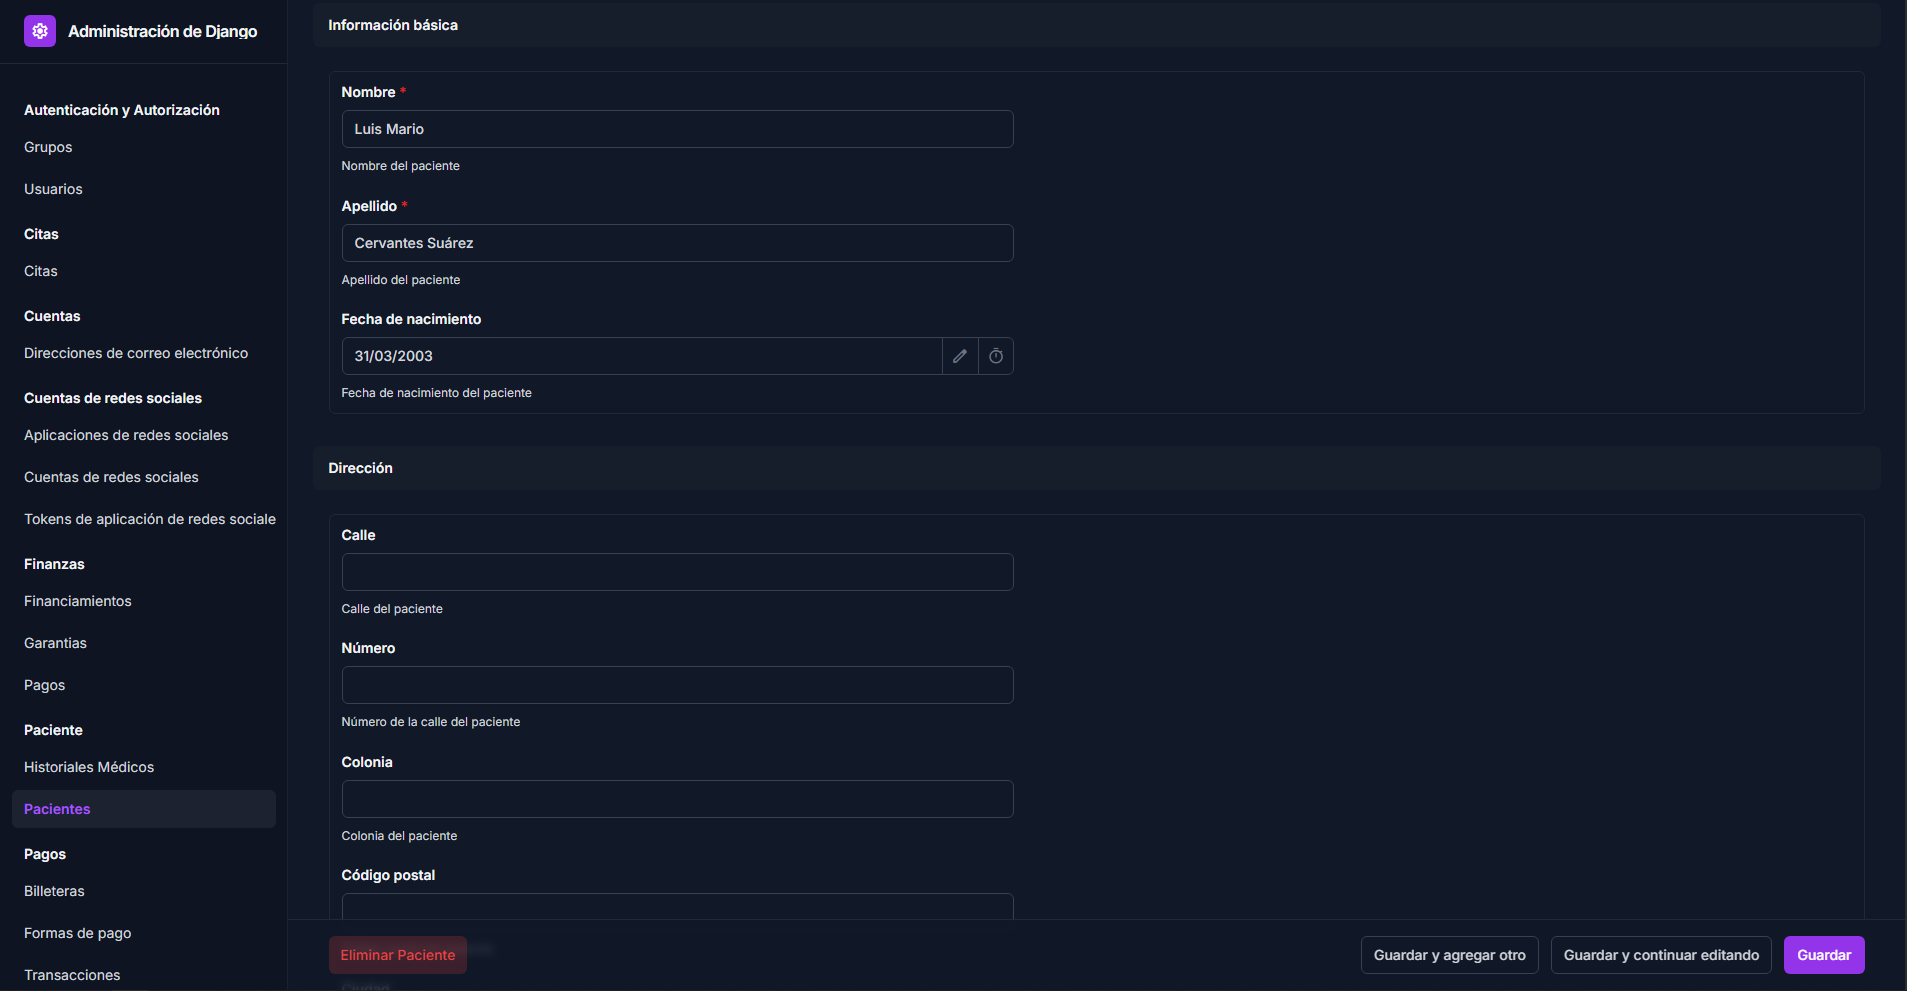 Administración de Django
Autenticación y Autorización
Grupos
Usuarios
Citas
Citas
Cuentas
Direcciones de correo electrónico
Cuentas de redes sociales
Aplicaciones de redes sociales
Cuentas de redes sociales
Tokens de aplicación de redes sociale
Finanzas
Financiamientos
Garantias
Pagos
Paciente
Historiales Médicos
Pacientes
Pagos
Billeteras
Formas de pago
Transacciones
Información básica
Nombre *
Luis Mario
Nombre del paciente
Apellido *
Cervantes Suárez
Apellido del paciente
Fecha de nacimiento
31/03/2003
Fecha de nacimiento del paciente
Dirección
Calle
Calle del paciente
Número
Número de la calle del paciente
Colonia
Colonia del paciente
Código postal
Eliminar Paciente
Guardar y agregar otro
Guardar y continuar editando
Guardar
Ciudad